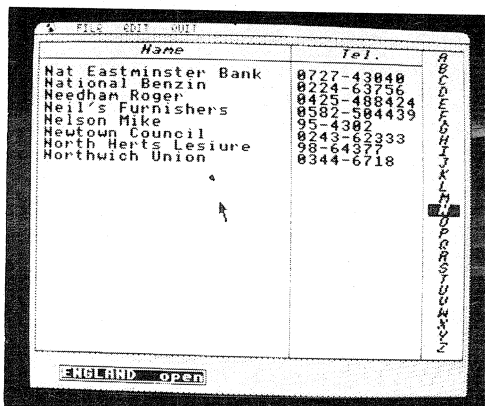 FILE EDIT QUIT
Name Tel.
Nat Eastminster Bank 0727-43040
National Benzin 0224-63756
Needham Roger 0425-488424
Neil's Furnishers 0582-504439
Nelson Mike 95-4302
Newtown Council 0243-62333
North Herts Lesiure 98-64377
Northwich Union 0344-6718
A
B
C
D
E
F
G
H
I
J
K
L
M
N
O
P
Q
R
S
T
U
V
W
X
Y
Z
ENGLAND open